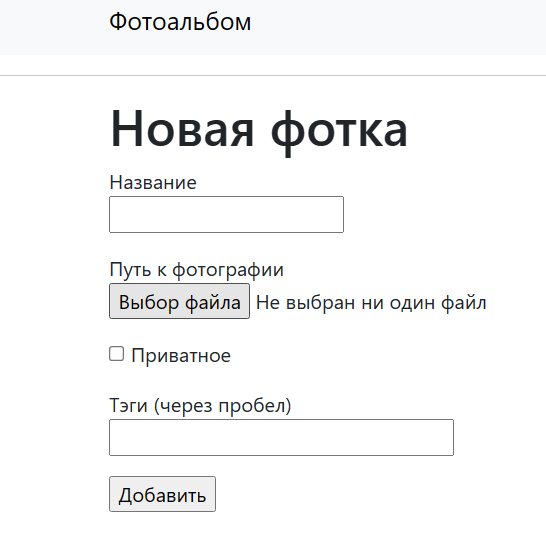 Фотоальбом
Новая фотка
Название
Путь к фотографии
Выбор файла Не выбран ни один файл
Приватное
Тэги (через пробел)
Добавить